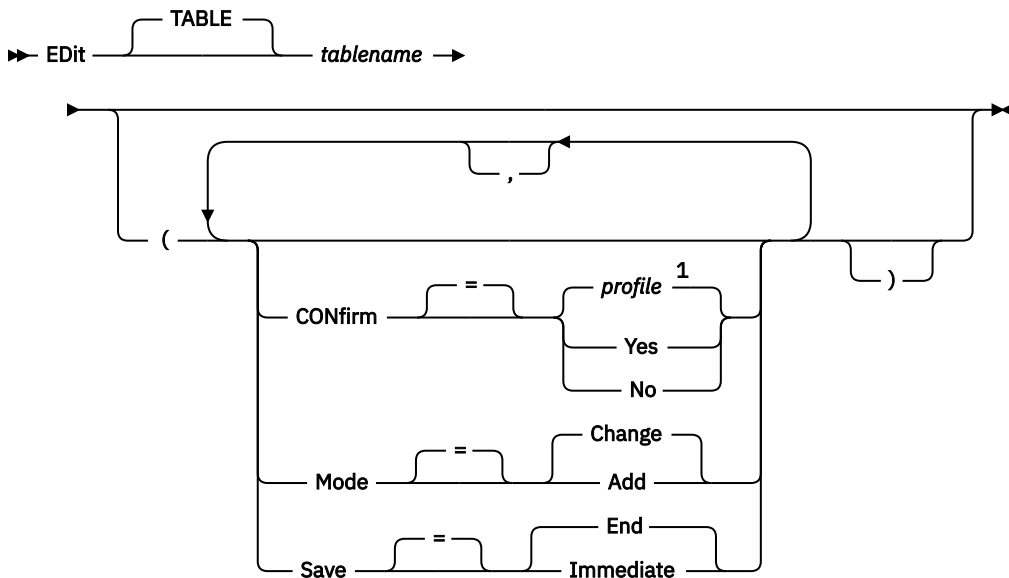 TABLE
EDit tablename
,
( )
= profile 1
CONfirm
Yes
No
= Change
Mode Add
= End
Save Immediate